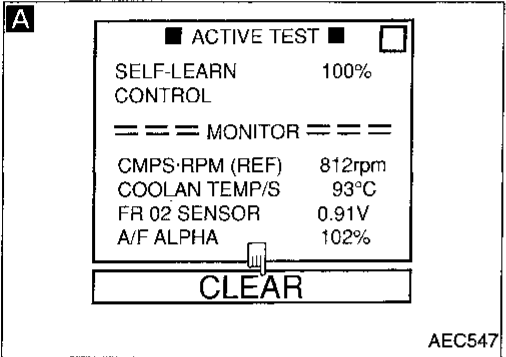 A
■ ACTIVE TEST ■
SELF-LEARN 100%
CONTROL
=== MONITOR ===
CMPS·RPM (REF) 812rpm
COOLAN TEMP/S 93°C
FR 02 SENSOR 0.91V
A/F ALPHA 102%
CLEAR
AEC547